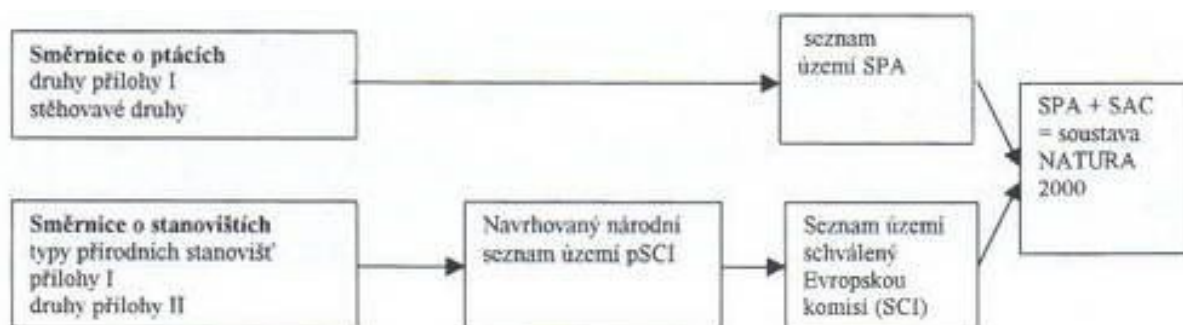 Směrnice o ptácích
druhy přílohy I
stěhovavé druhy
seznam
území SPA
SPA + SAC
= soustava
NATURA
2000
Směrnice o stanovištích
typy přírodních stanovišť
přílohy I
druhy přílohy II
Navrhovaný národní
seznam území pSCI
Seznam území
schválený
Evropskou
komisí (SCI)